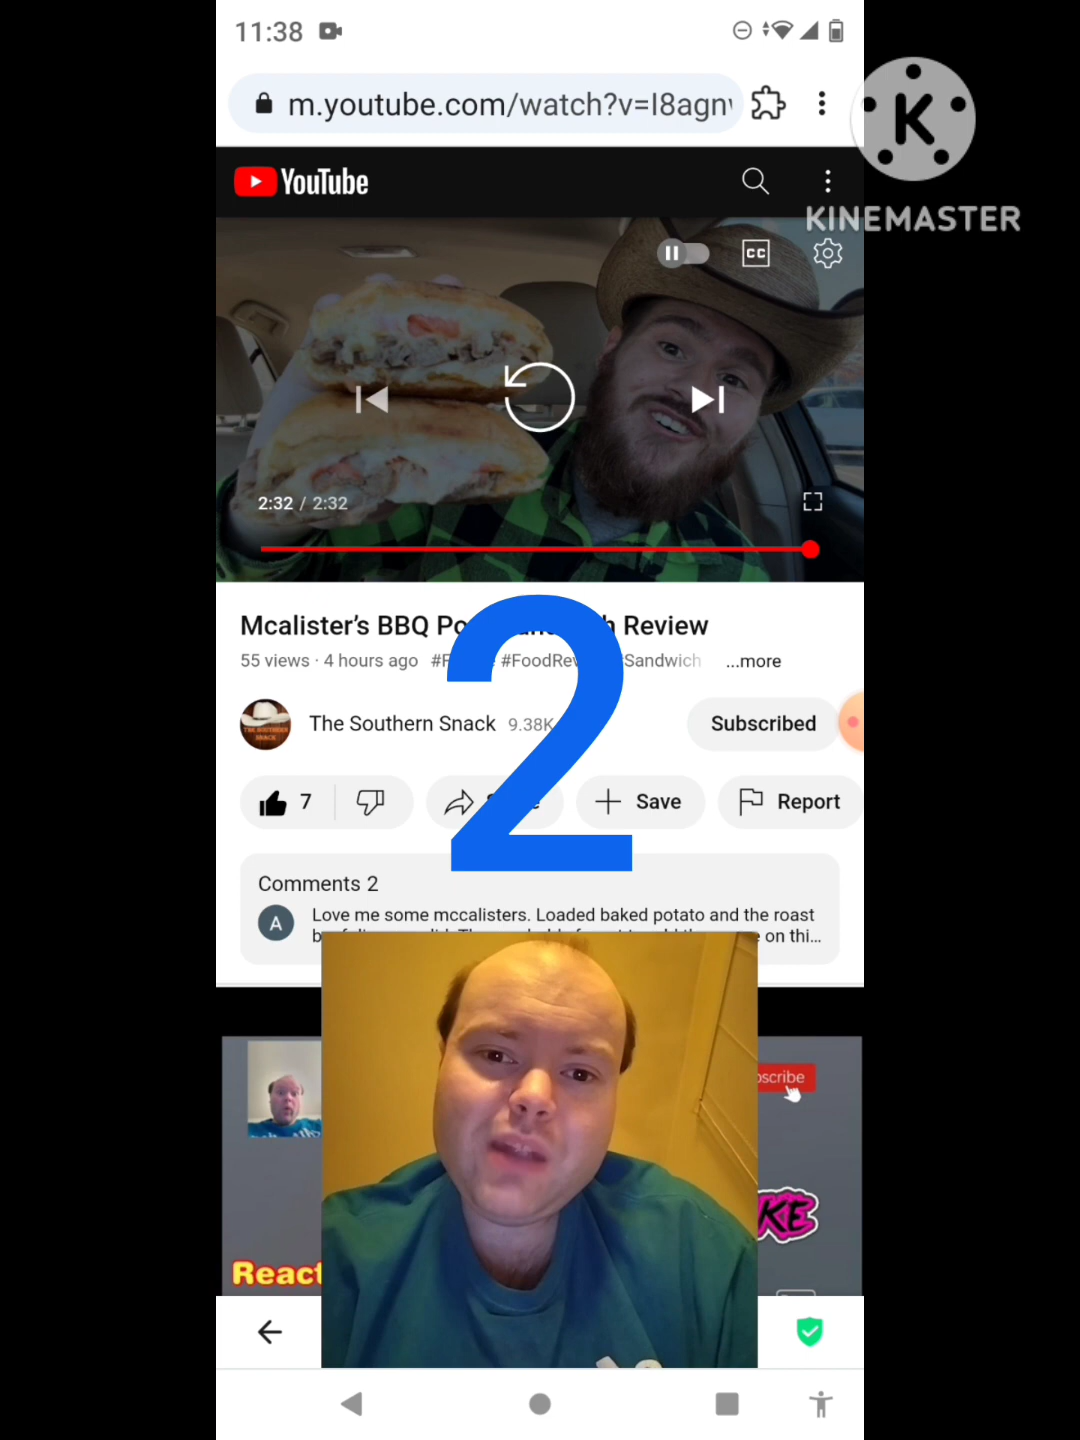 11:38
m.youtube.com/watch?v=I8agn
K
KINEMASTER
YouTube
CC
2:32 / 2:32
Mcalister's BBQ Review
55 views · 4 hours ago #Sandwich ...more
The Southern Snack 9.38K
Subscribed
7
Save
Report
2
Comments 2
A
Love me some mccalisters. Loaded baked potato and the roast
on thi...
React